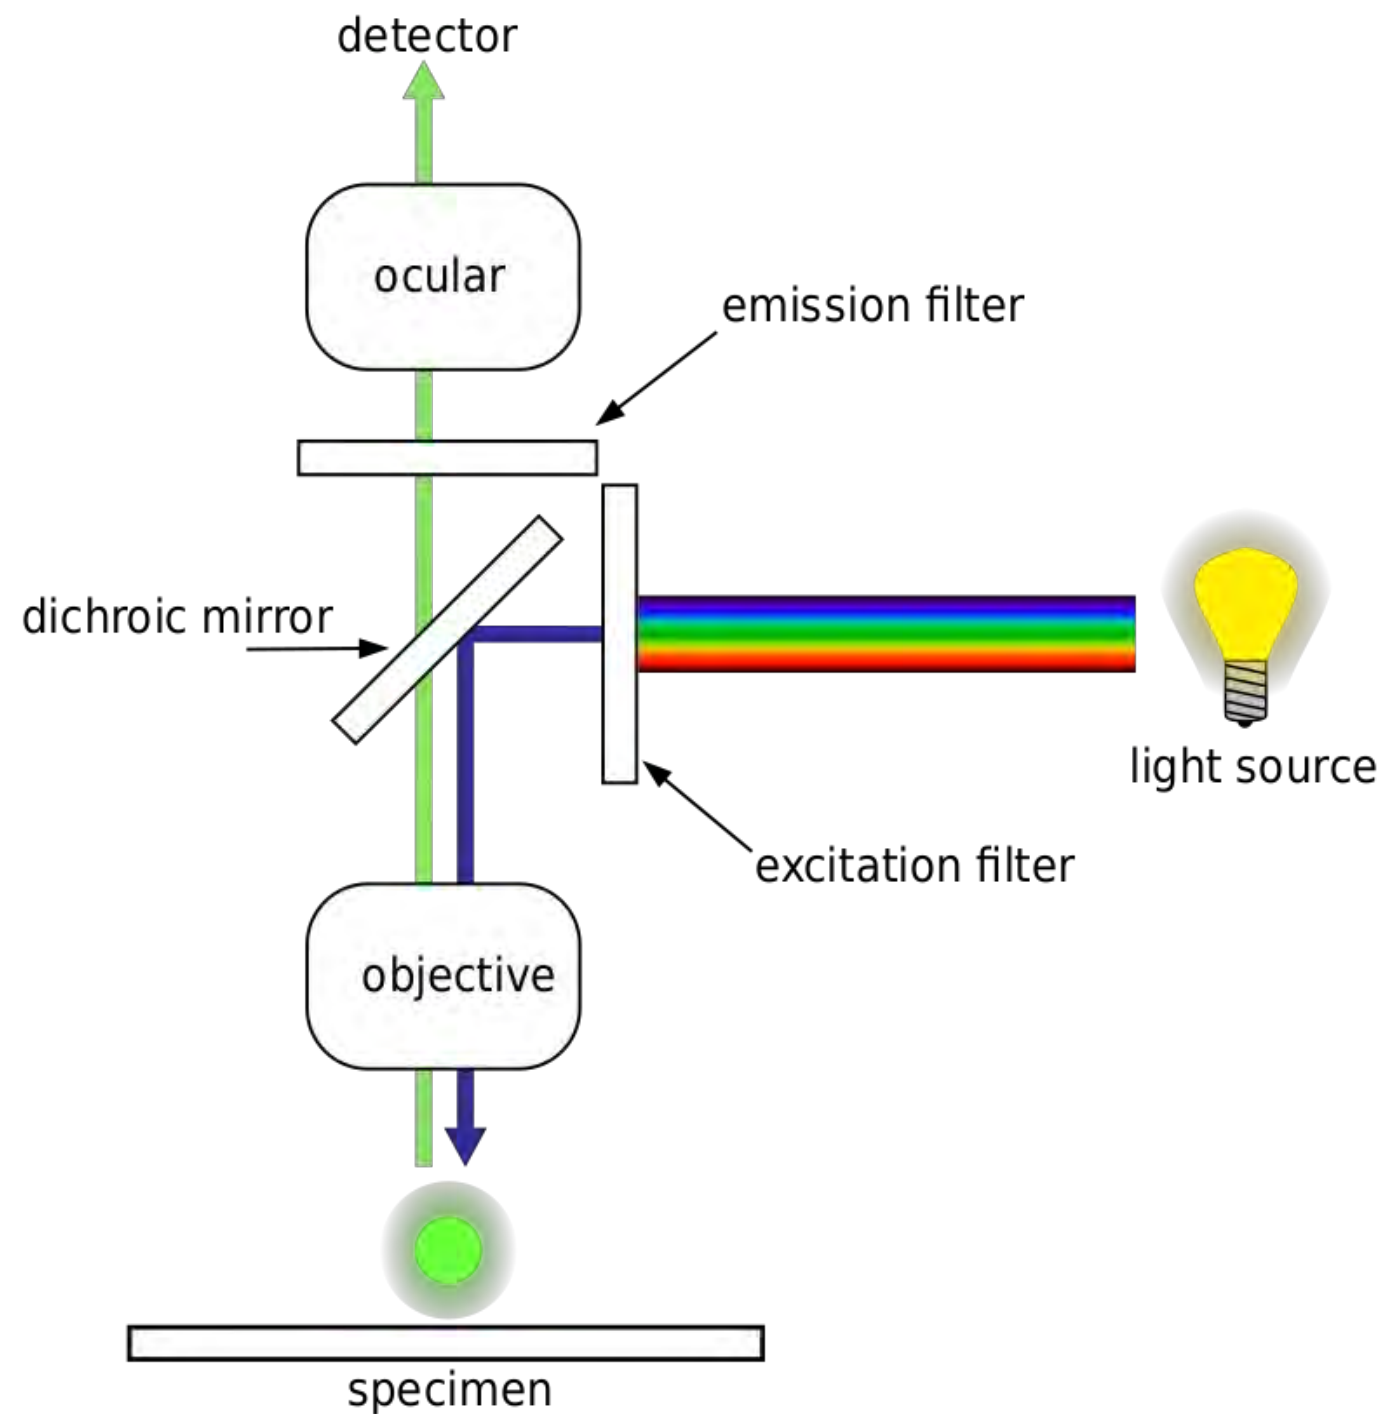 detector
ocular
emission filter
dichroic mirror
light source
excitation filter
objective
specimen